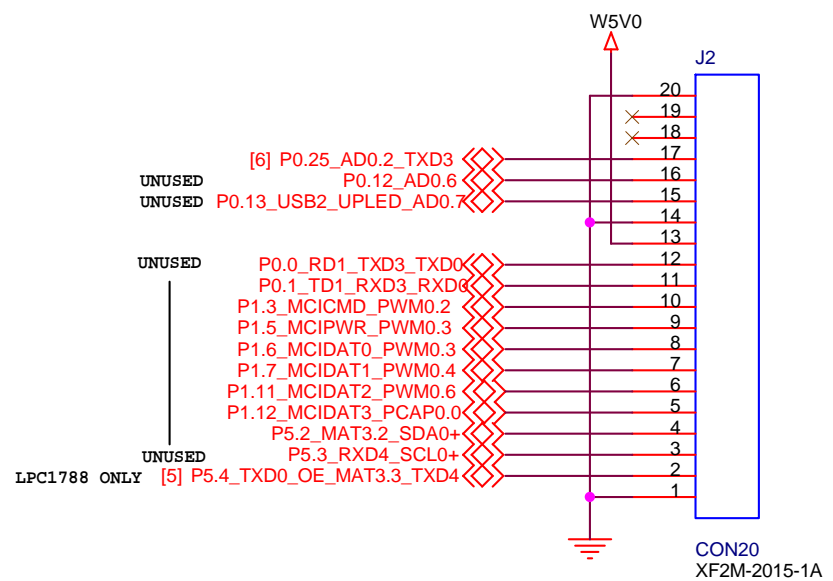 W5V0
J2
20
19
18
[6] P0.25_AD0.2_TXD3 17
UNUSED P0.12_AD0.6 16
UNUSED P0.13_USB2_UPLED_AD0.7 15
14
13
UNUSED P0.0_RD1_TXD3_TXD0 12
P0.1_TD1_RXD3_RXD0 11
P1.3_MCICMD_PWM0.2 10
P1.5_MCIPWR_PWM0.3 9
P1.6_MCIDAT0_PWM0.3 8
P1.7_MCIDAT1_PWM0.4 7
P1.11_MCIDAT2_PWM0.6 6
P1.12_MCIDAT3_PCAP0.0 5
P5.2_MAT3.2_SDA0+ 4
UNUSED P5.3_RXD4_SCL0+ 3
LPC1788 ONLY [5] P5.4_TXD0_OE_MAT3.3_TXD4 2
1
CON20
XF2M-2015-1A